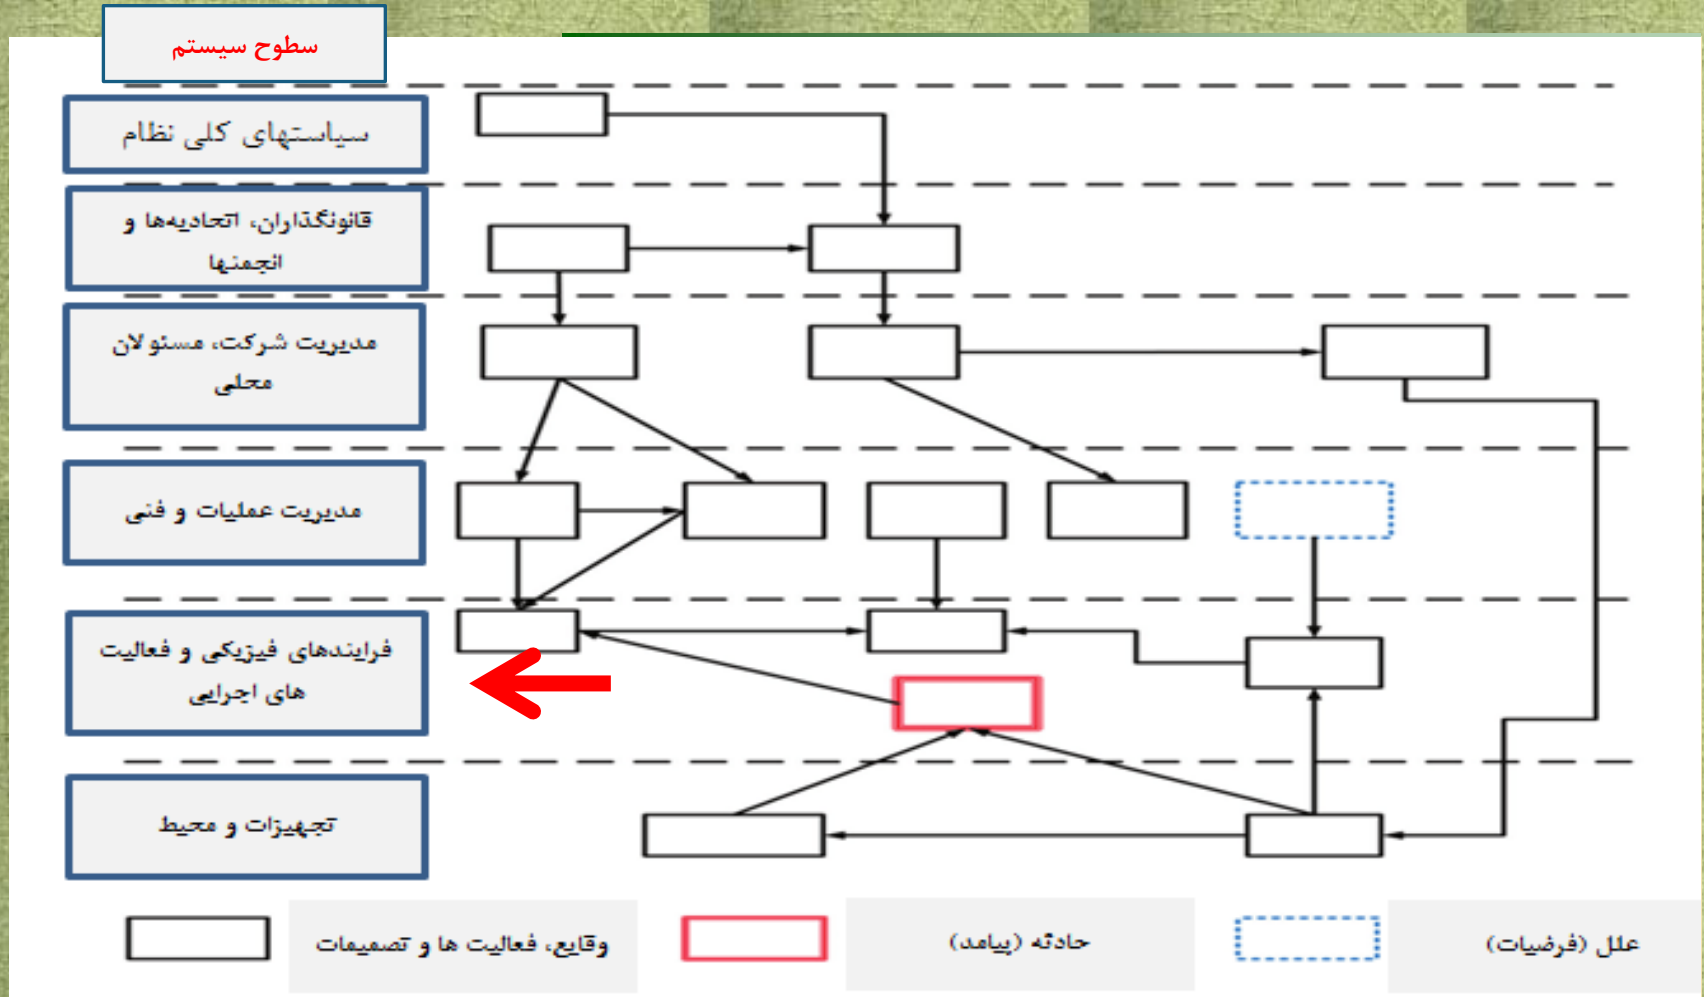 سطوح سیستم
سیاستهای کلی نظام
قانونگذاران، اتحادیه‌ها و
انجمنها
مدیریت شرکت، مسئولان
محلی
مدیریت عملیات و فنی
فرایندهای فیزیکی و فعالیت
های اجرایی
تجهیزات و محیط
وقایع، فعالیت ها و تصمیمات
حادثه (پیامد)
علل (فرضیات)